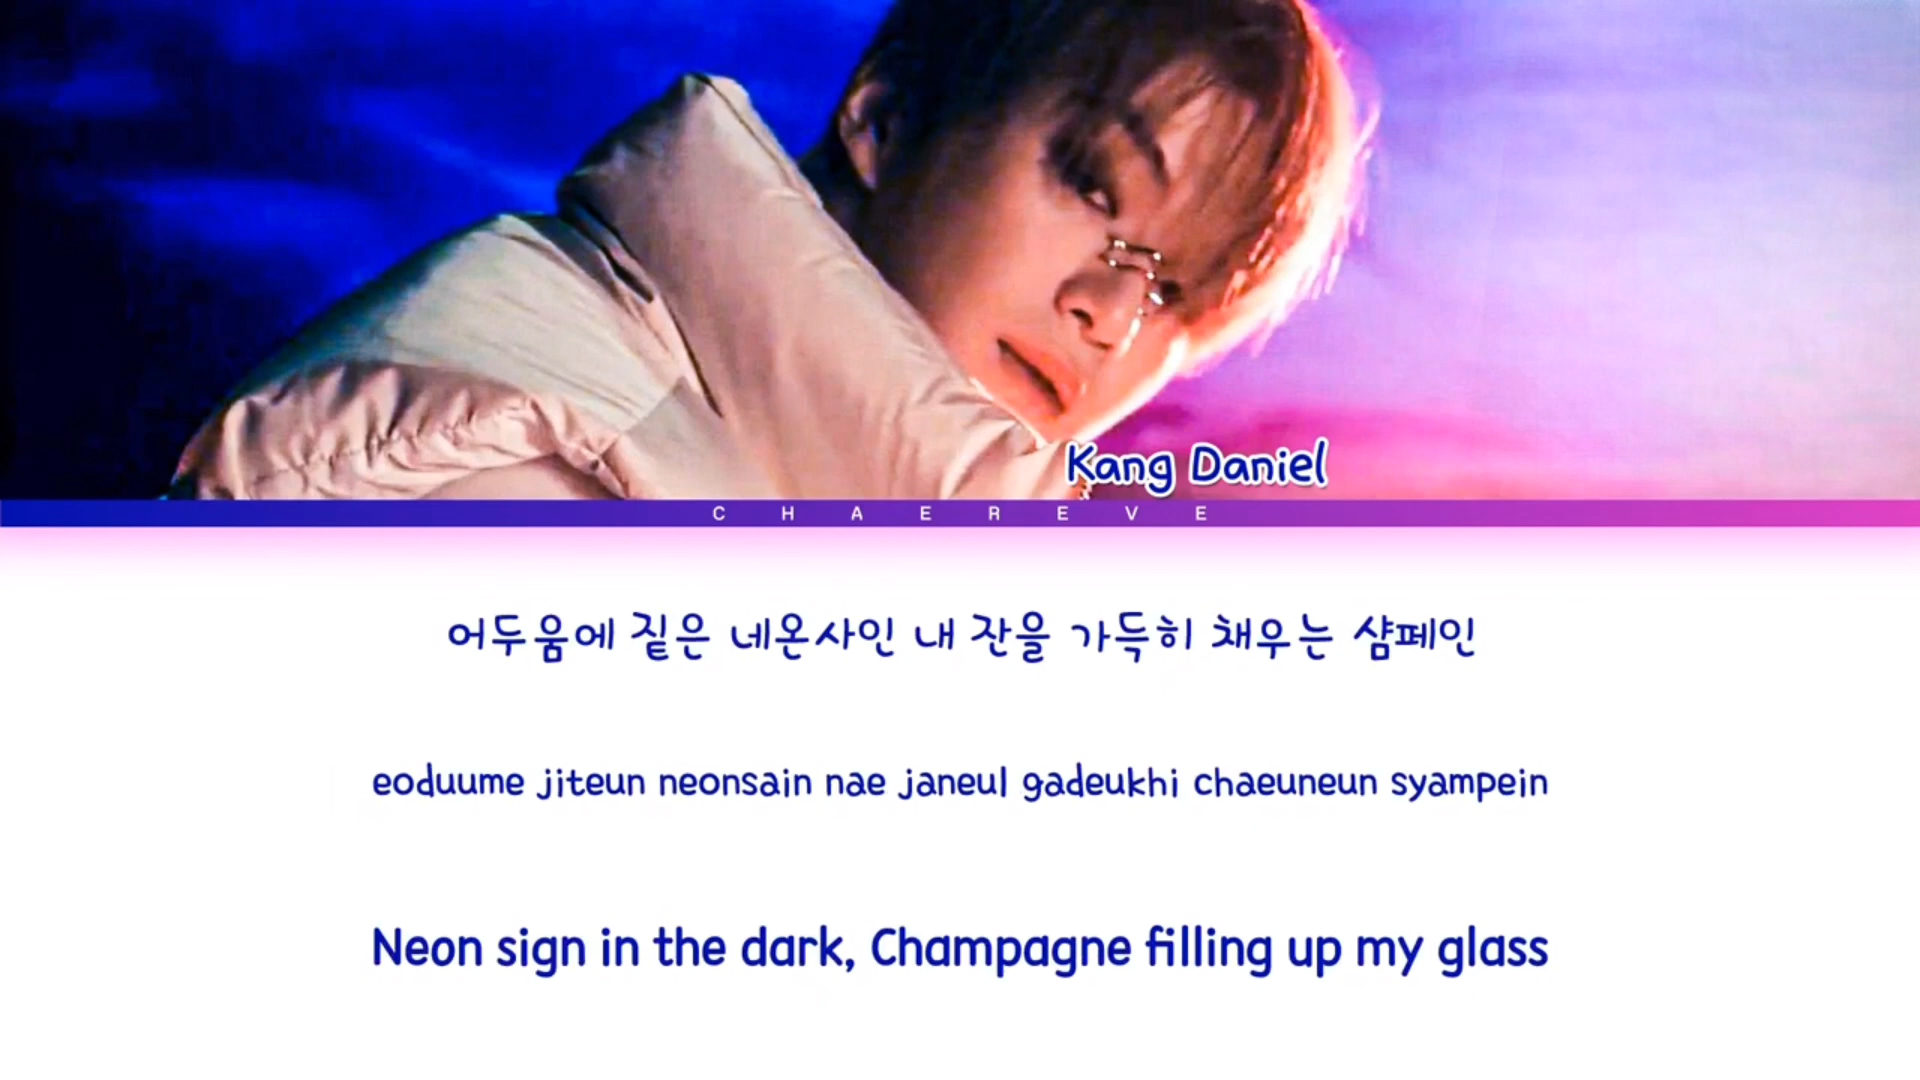 Kang Daniel
CHAEREVE
어두움에 짙은 네온사인 내 잔을 가득히 채우는 샴페인
eoduume jiteun neonsain nae janeul gadeukhi chaeuneun syampein
Neon sign in the dark, Champagne filling up my glass